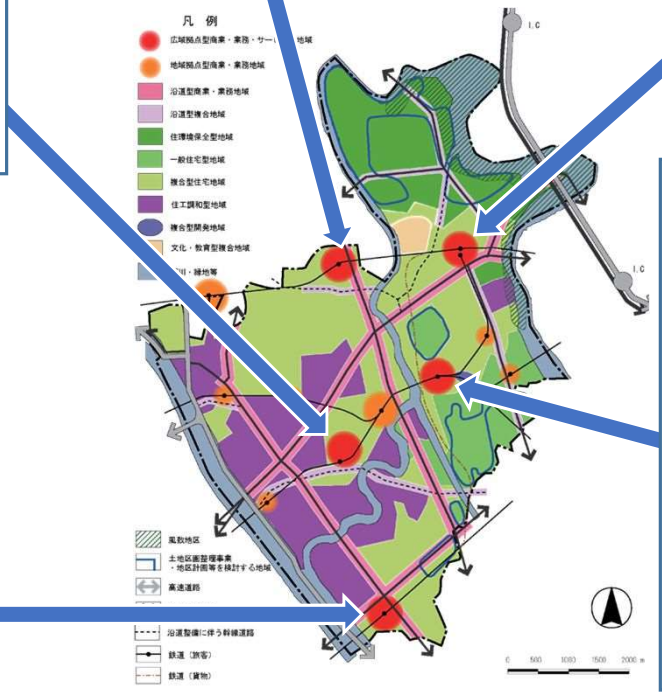 凡 例
広域拠点型商業・業務・サー 地域
地域拠点型商業・業務地域
沿道型商業・業務地域
沿道型複合地域
住環境保全型地域
一般住宅型地域
複合型住宅地域
住工調和型地域
複合型開発地域
文化・教育型複合地域
川・緑地等
I.C
I.C
風致地区
土地区画整理事業
・地区計画等を検討する地域
高速道路
沿道整備に伴う幹線道路
鉄道（旅客）
鉄道（貨物）
0 500 1000 1500 2000 m